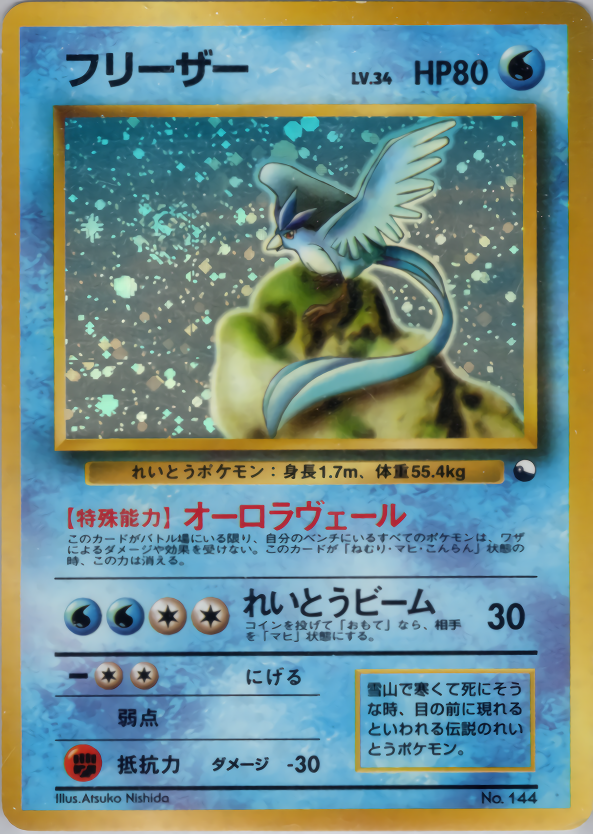 フリーザー LV.34 HP80
れいとうポケモン：身長1.7m、体重55.4kg
【特殊能力】オーロラヴェール
このカードがバトル場にいる限り、自分のベンチにいるすべてのポケモンは、ワザ
によるダメージや効果を受けない。このカードが「ねむり・マヒ・こんらん」状態の
時、この力は消える。
れいとうビーム 30
コインを投げて「おもて」なら、相手
を「マヒ」状態にする。
ー にげる
弱点
抵抗力 ダメージ -30
雪山で寒くて死にそう
な時、目の前に現れる
といわれる伝説のれい
とうポケモン。
Illus.Atsuko Nishida No. 144